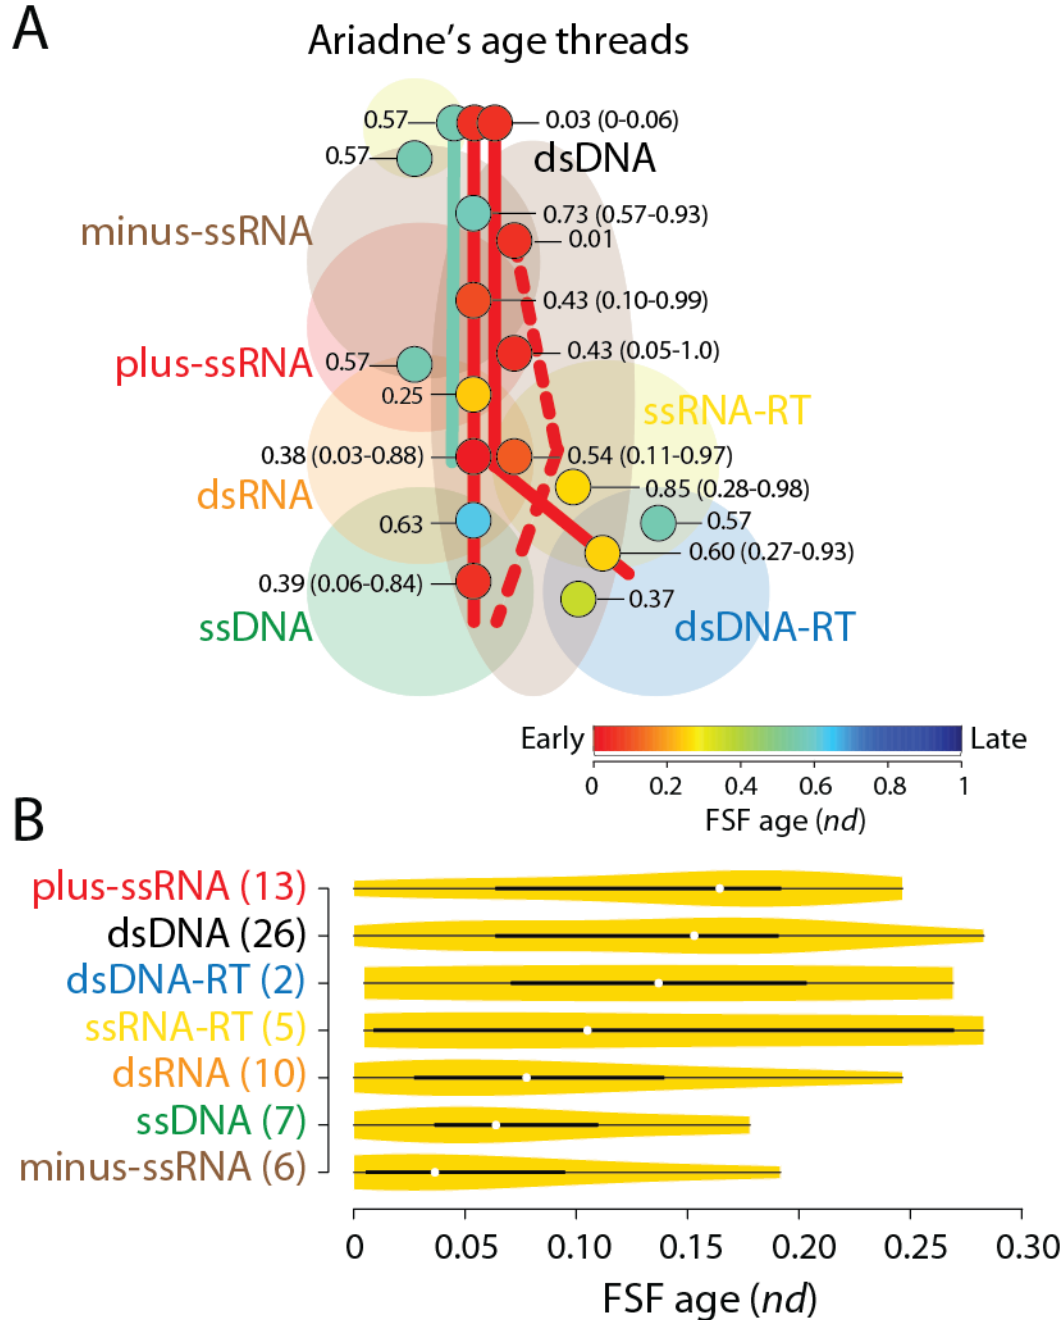 A
Ariadne's age threads
0.57
0.03 (0-0.06)
0.57
dsDNA
0.73 (0.57-0.93)
minus-ssRNA
0.01
0.43 (0.10-0.99)
plus-ssRNA
0.57
0.43 (0.05-1.0)
0.25
ssRNA-RT
0.38 (0.03-0.88)
0.54 (0.11-0.97)
dsRNA
0.85 (0.28-0.98)
0.63
0.57
0.60 (0.27-0.93)
0.39 (0.06-0.84)
0.37
ssDNA
dsDNA-RT
Early
Late
0 0.2 0.4 0.6 0.8 1
FSF age (nd)
B
plus-ssRNA (13)
dsDNA (26)
dsDNA-RT (2)
ssRNA-RT (5)
dsRNA (10)
ssDNA (7)
minus-ssRNA (6)
0 0.05 0.10 0.15 0.20 0.25 0.30
FSF age (nd)